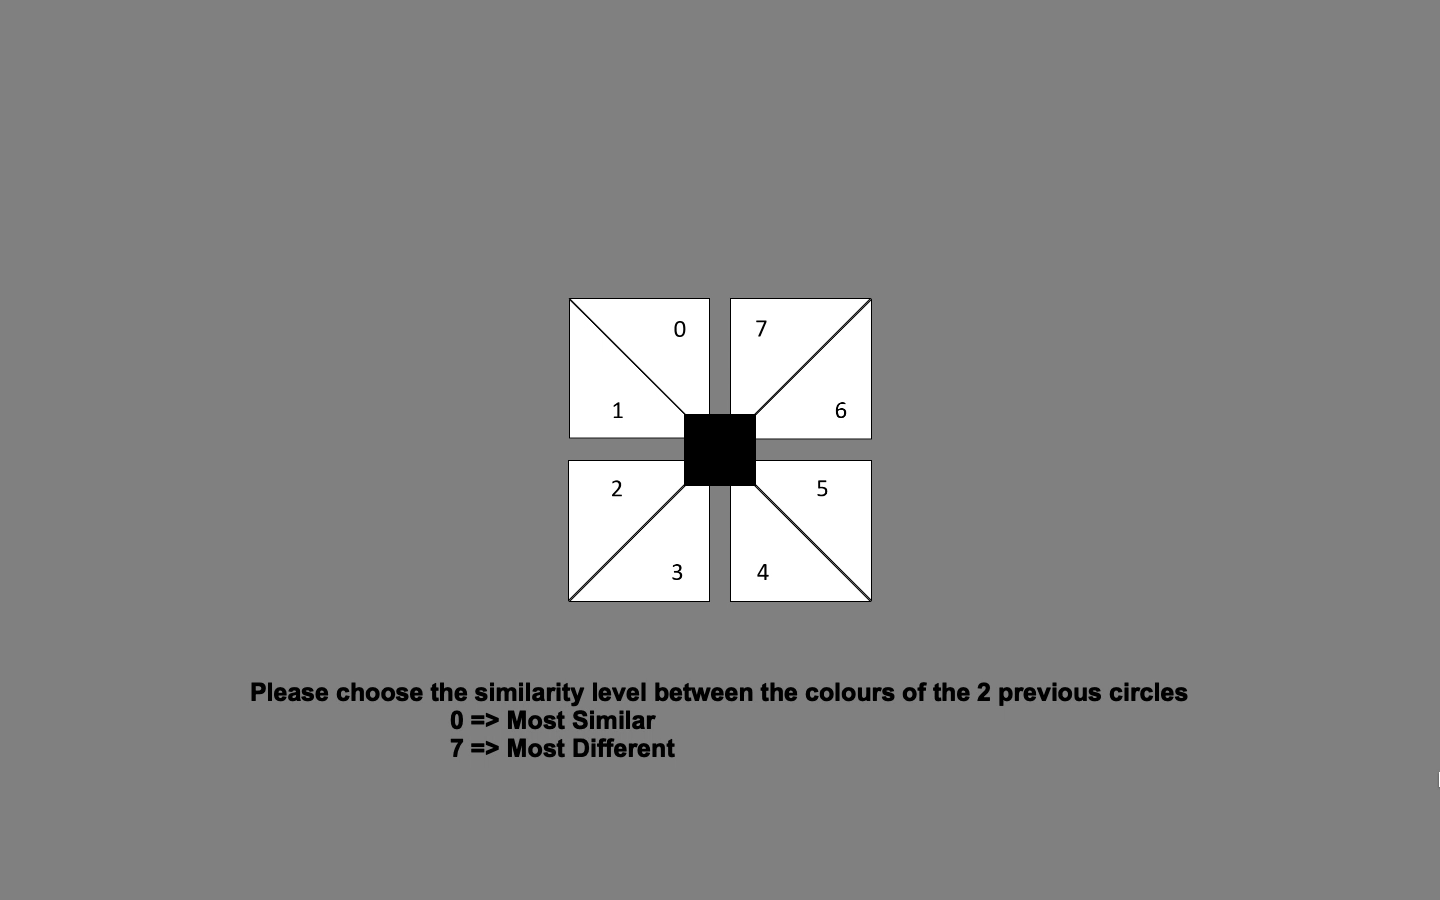 0 7
1 6
2 5
3 4
Please choose the similarity level between the colours of the 2 previous circles
0 => Most Similar
7 => Most Different